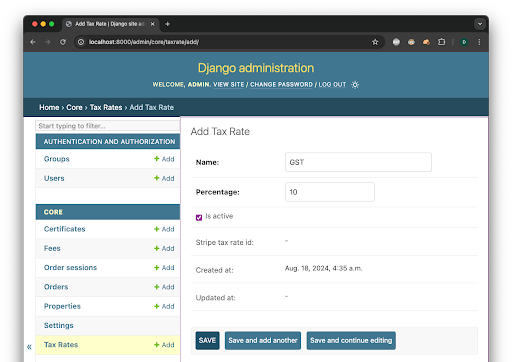 Add Tax Rate | Django site ad
localhost:8000/admin/core/taxrate/add/
D
Django administration
WELCOME, ADMIN. VIEW SITE / CHANGE PASSWORD / LOG OUT
Home › Core › Tax Rates › Add Tax Rate
Start typing to filter...
AUTHENTICATION AND AUTHORIZATION
Groups + Add
Users + Add
CORE
Certificates + Add
Fees + Add
Order sessions + Add
Orders + Add
Properties + Add
Settings
Tax Rates + Add
«
Add Tax Rate
Name: GST
Percentage: 10
Is active
Stripe tax rate id: -
Created at: Aug. 18, 2024, 4:35 a.m.
Updated at: -
SAVE Save and add another Save and continue editing